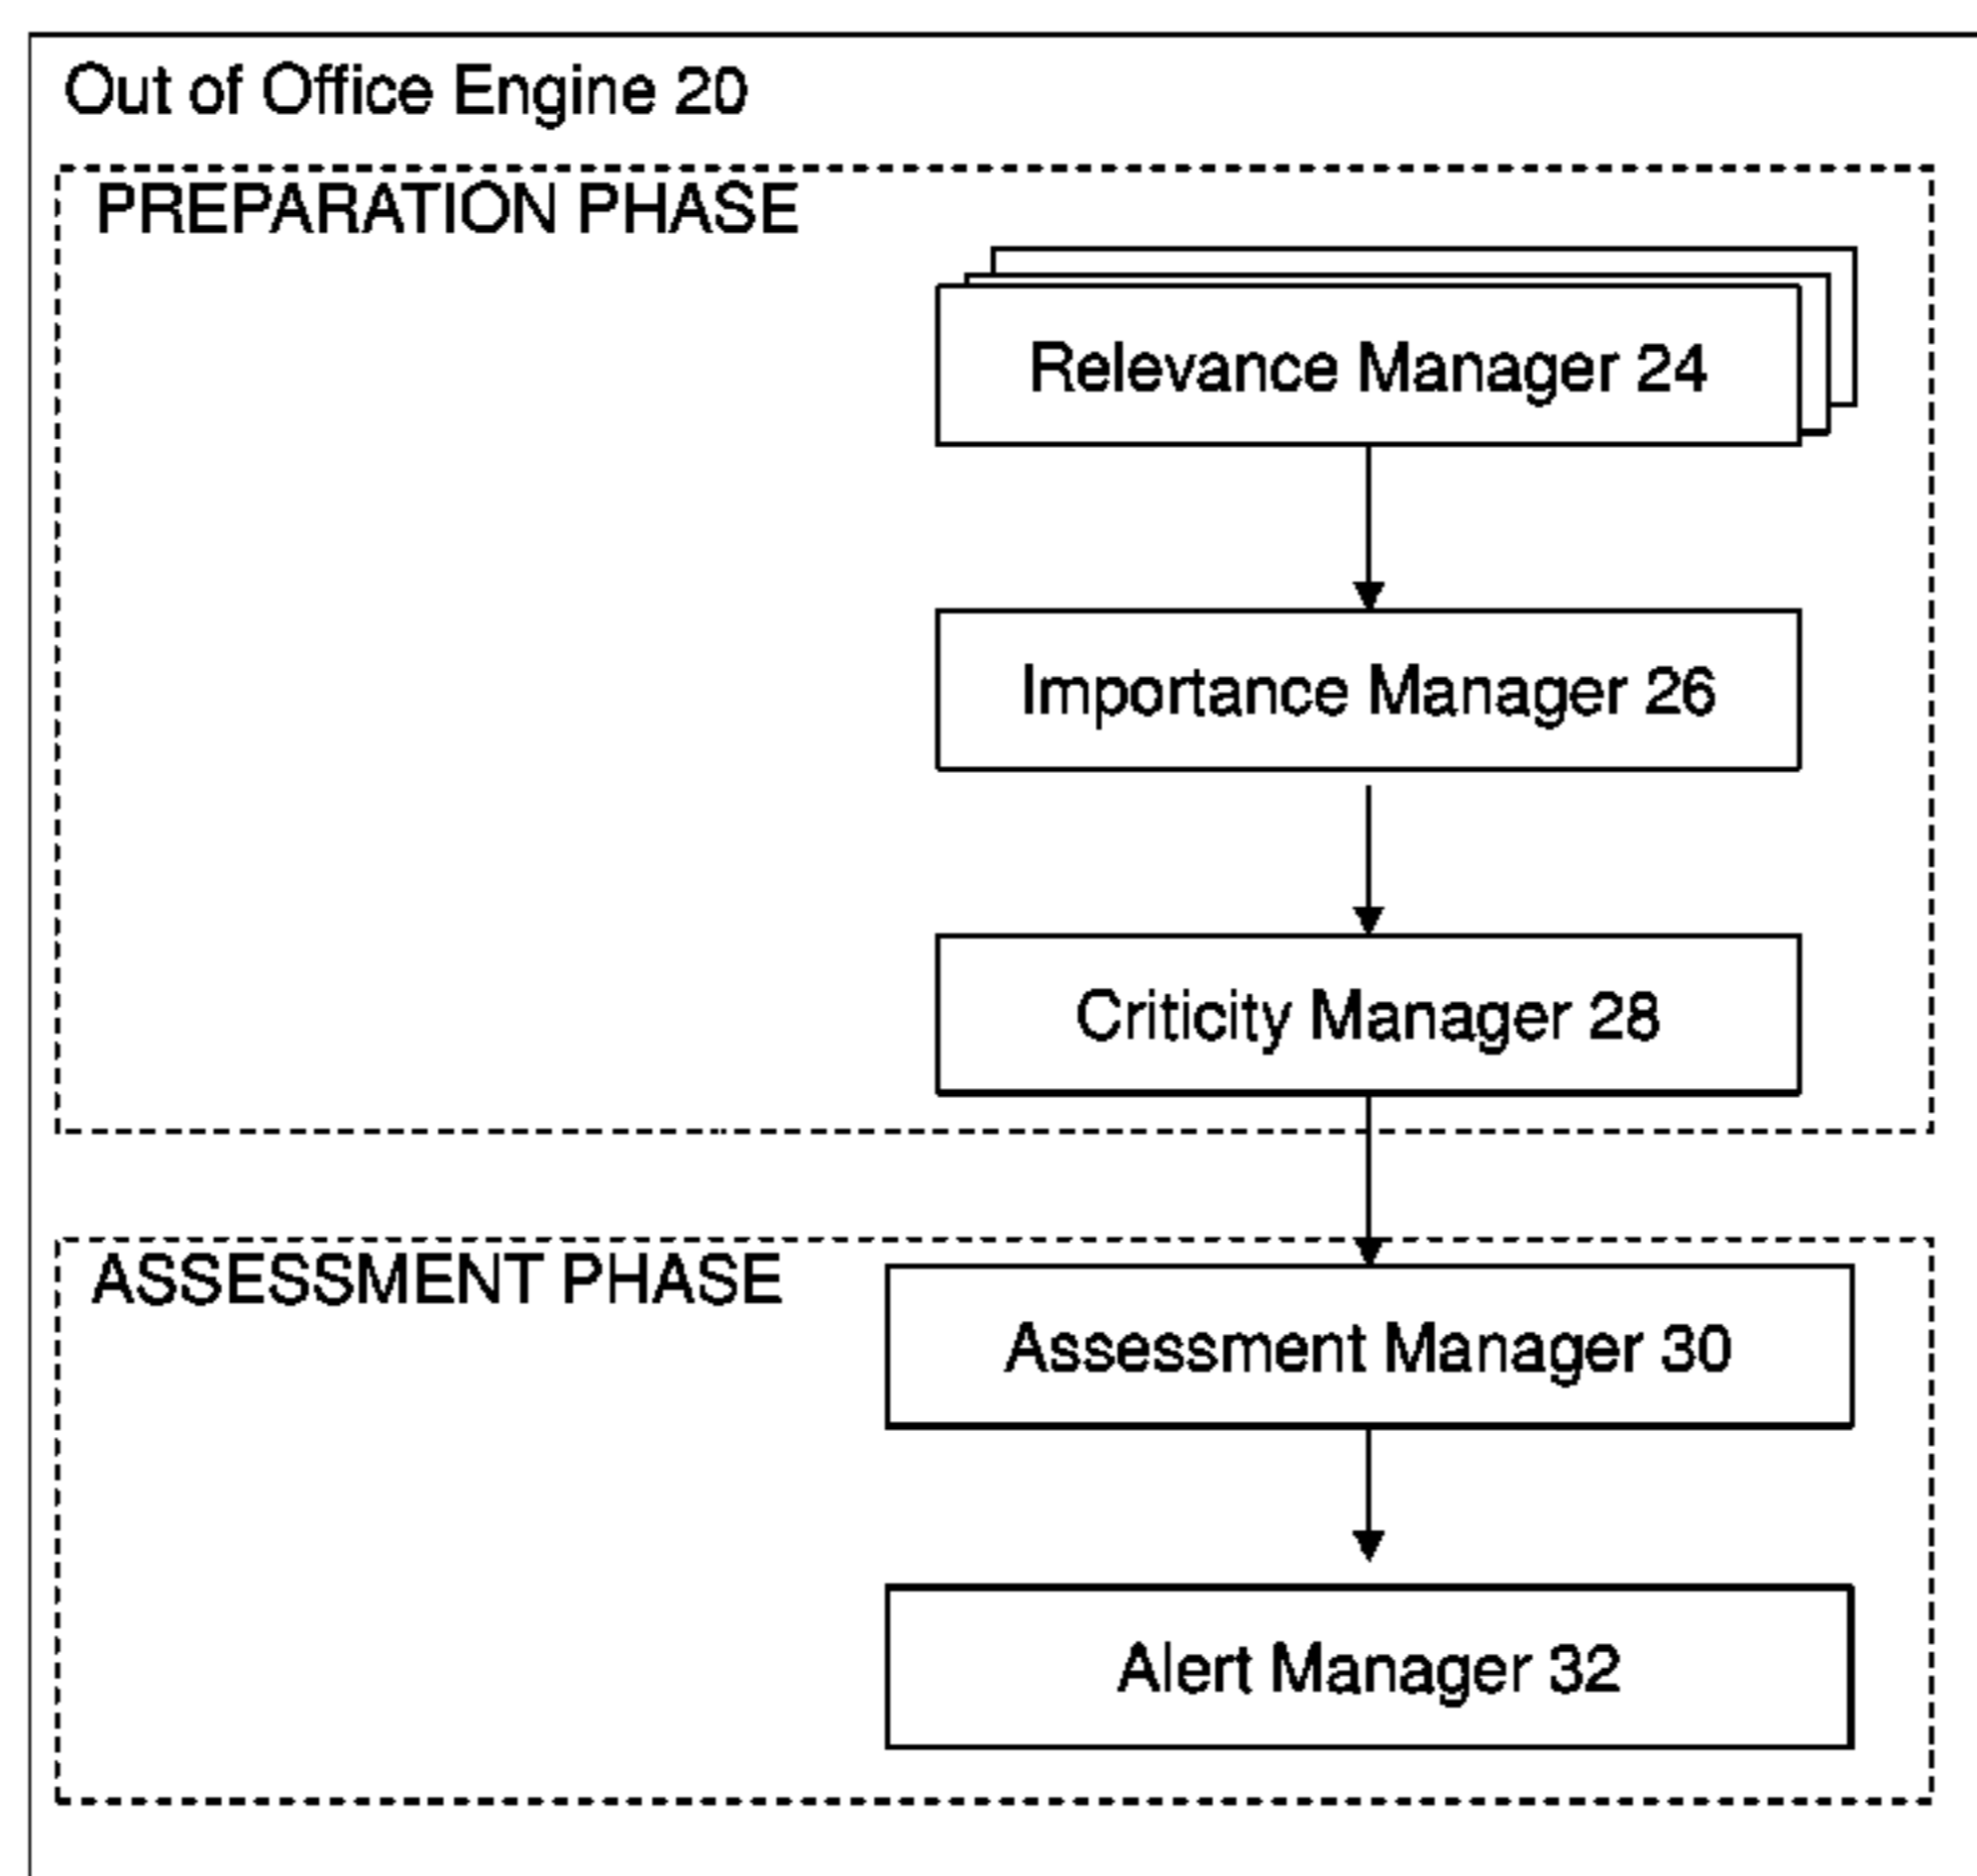 Out of Office Engine 20
PREPARATION PHASE
Relevance Manager 24
Importance Manager 26
Criticity Manager 28
ASSESSMENT PHASE
Assessment Manager 30
Alert Manager 32